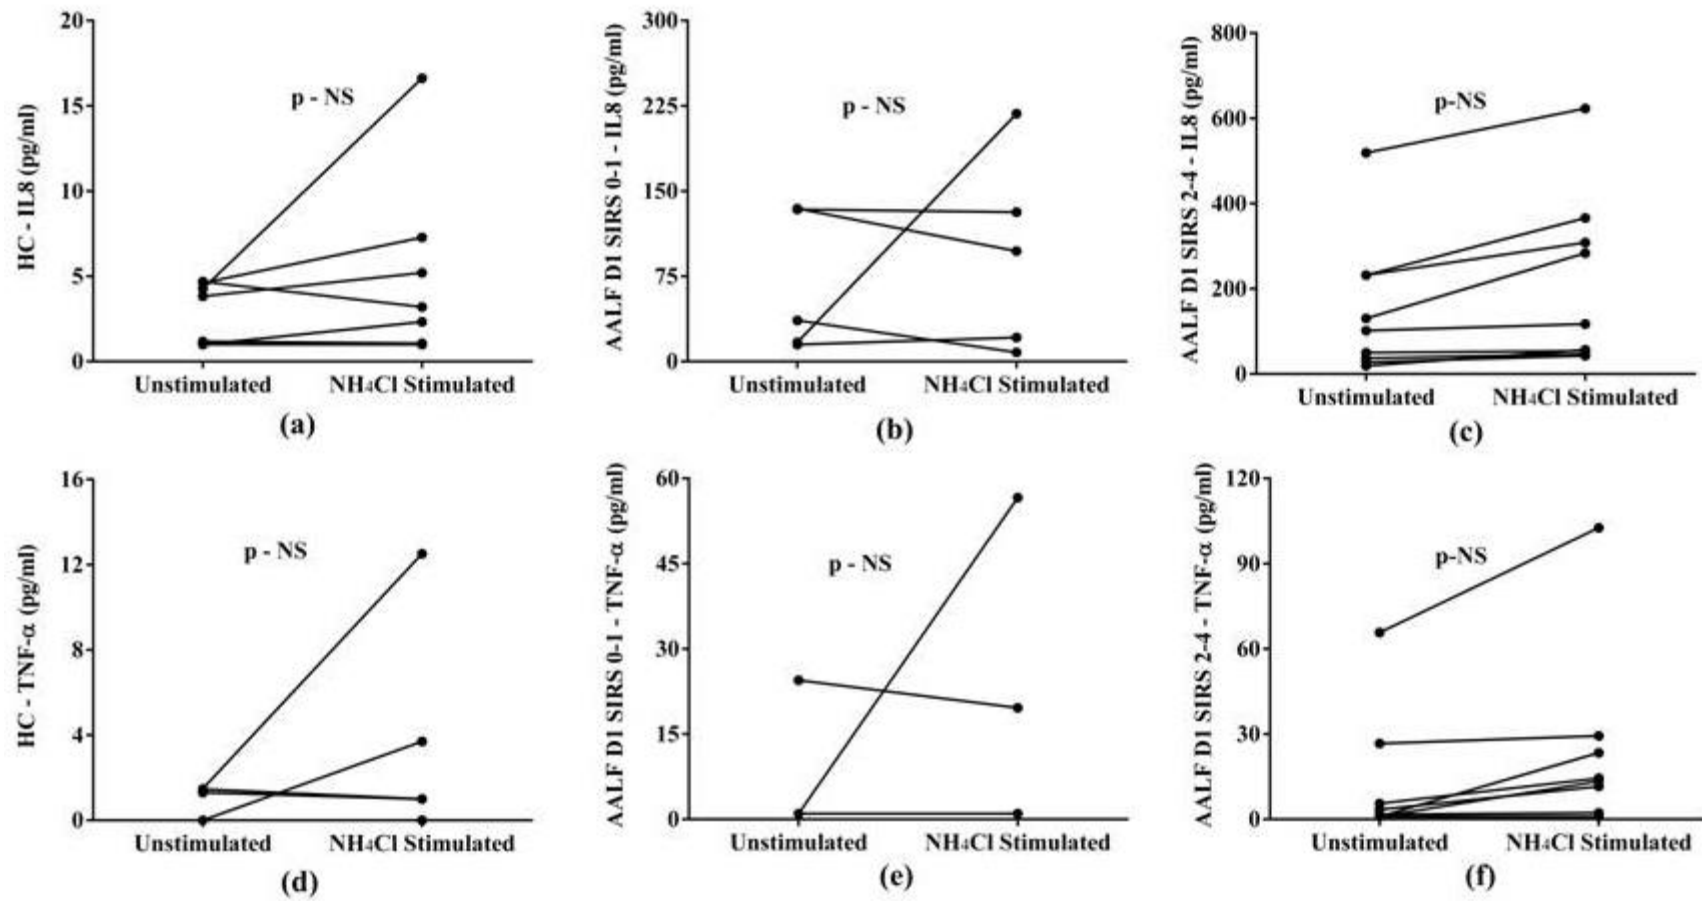 HC - IL8 (pg/ml)
20
15
10
5
0
p - NS
Unstimulated
NH₄Cl Stimulated
(a)
AALF D1 SIRS 0-1 - IL8 (pg/ml)
300
225
150
75
0
p - NS
Unstimulated
NH₄Cl Stimulated
(b)
AALF D1 SIRS 2-4 - IL8 (pg/ml)
800
600
400
200
0
p-NS
Unstimulated
NH₄Cl Stimulated
(c)
HC - TNF-α (pg/ml)
16
12
8
4
0
p - NS
Unstimulated
NH₄Cl Stimulated
(d)
AALF D1 SIRS 0-1 - TNF-α (pg/ml)
60
45
30
15
0
p - NS
Unstimulated
NH₄Cl Stimulated
(e)
AALF D1 SIRS 2-4 - TNF-α (pg/ml)
120
90
60
30
0
p-NS
Unstimulated
NH₄Cl Stimulated
(f)